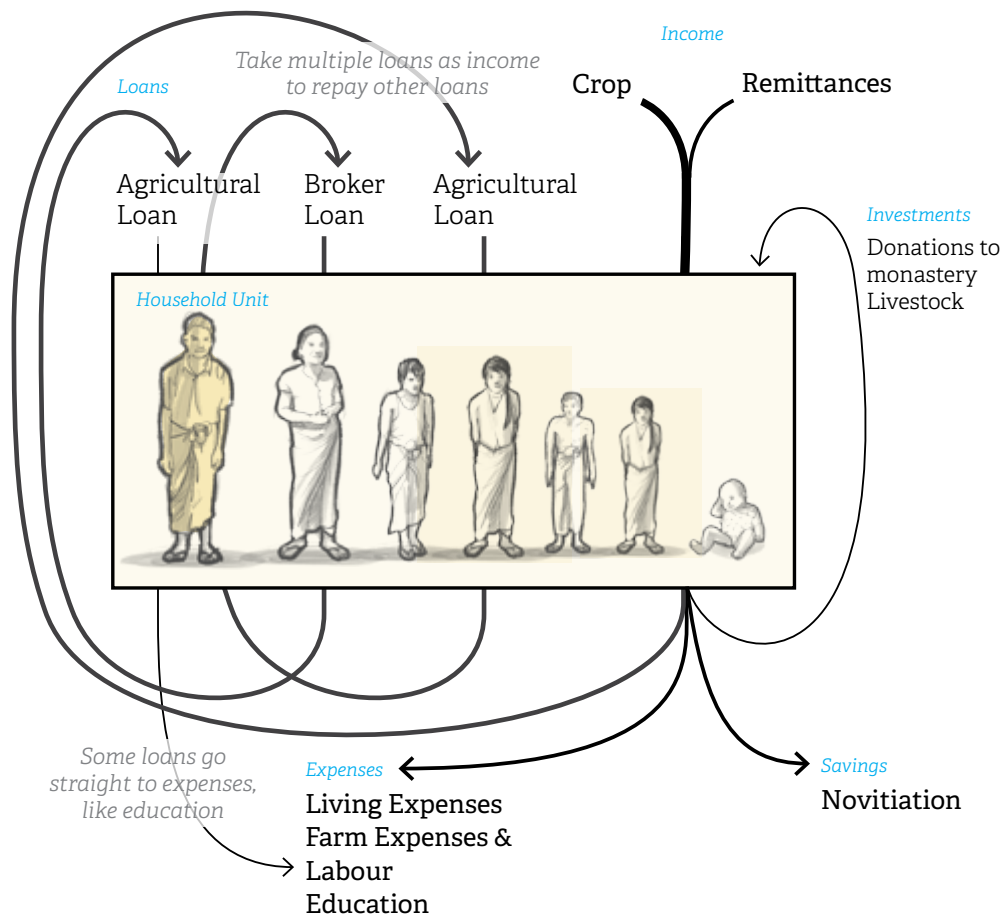 Income
Take multiple loans as income
to repay other loans
Loans
Crop
Remittances
Agricultural
Loan
Broker
Loan
Agricultural
Loan
Investments
Donations to
monastery
Livestock
Household Unit
Some loans go
straight to expenses,
like education
Expenses
Living Expenses
Farm Expenses &
Labour
Education
Savings
Novitiation